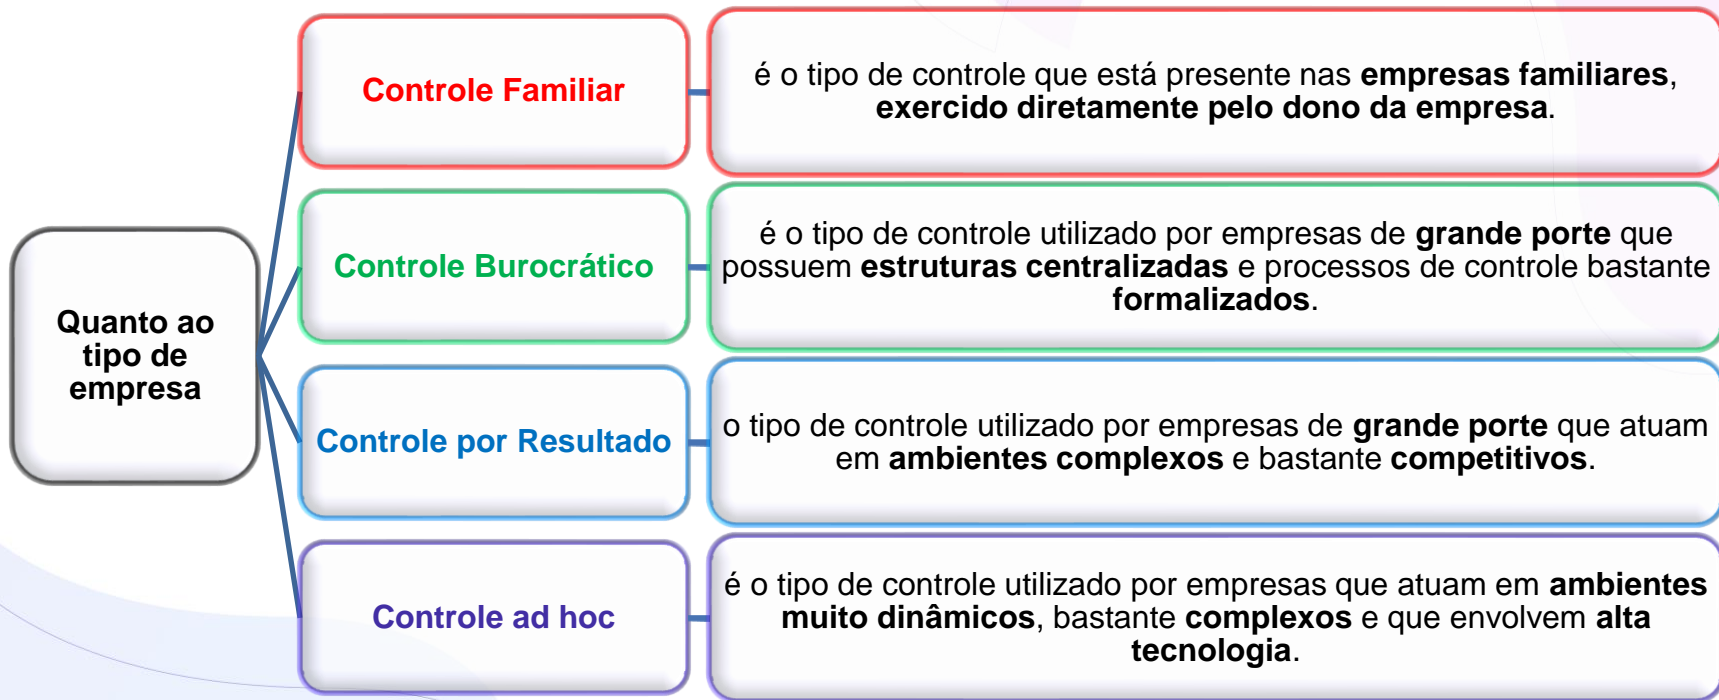 Quanto ao
tipo de
empresa
Controle Familiar
é o tipo de controle que está presente nas empresas familiares,
exercido diretamente pelo dono da empresa.
Controle Burocrático
é o tipo de controle utilizado por empresas de grande porte que
possuem estruturas centralizadas e processos de controle bastante
formalizados.
Controle por Resultado
o tipo de controle utilizado por empresas de grande porte que atuam
em ambientes complexos e bastante competitivos.
Controle ad hoc
é o tipo de controle utilizado por empresas que atuam em ambientes
muito dinâmicos, bastante complexos e que envolvem alta
tecnologia.